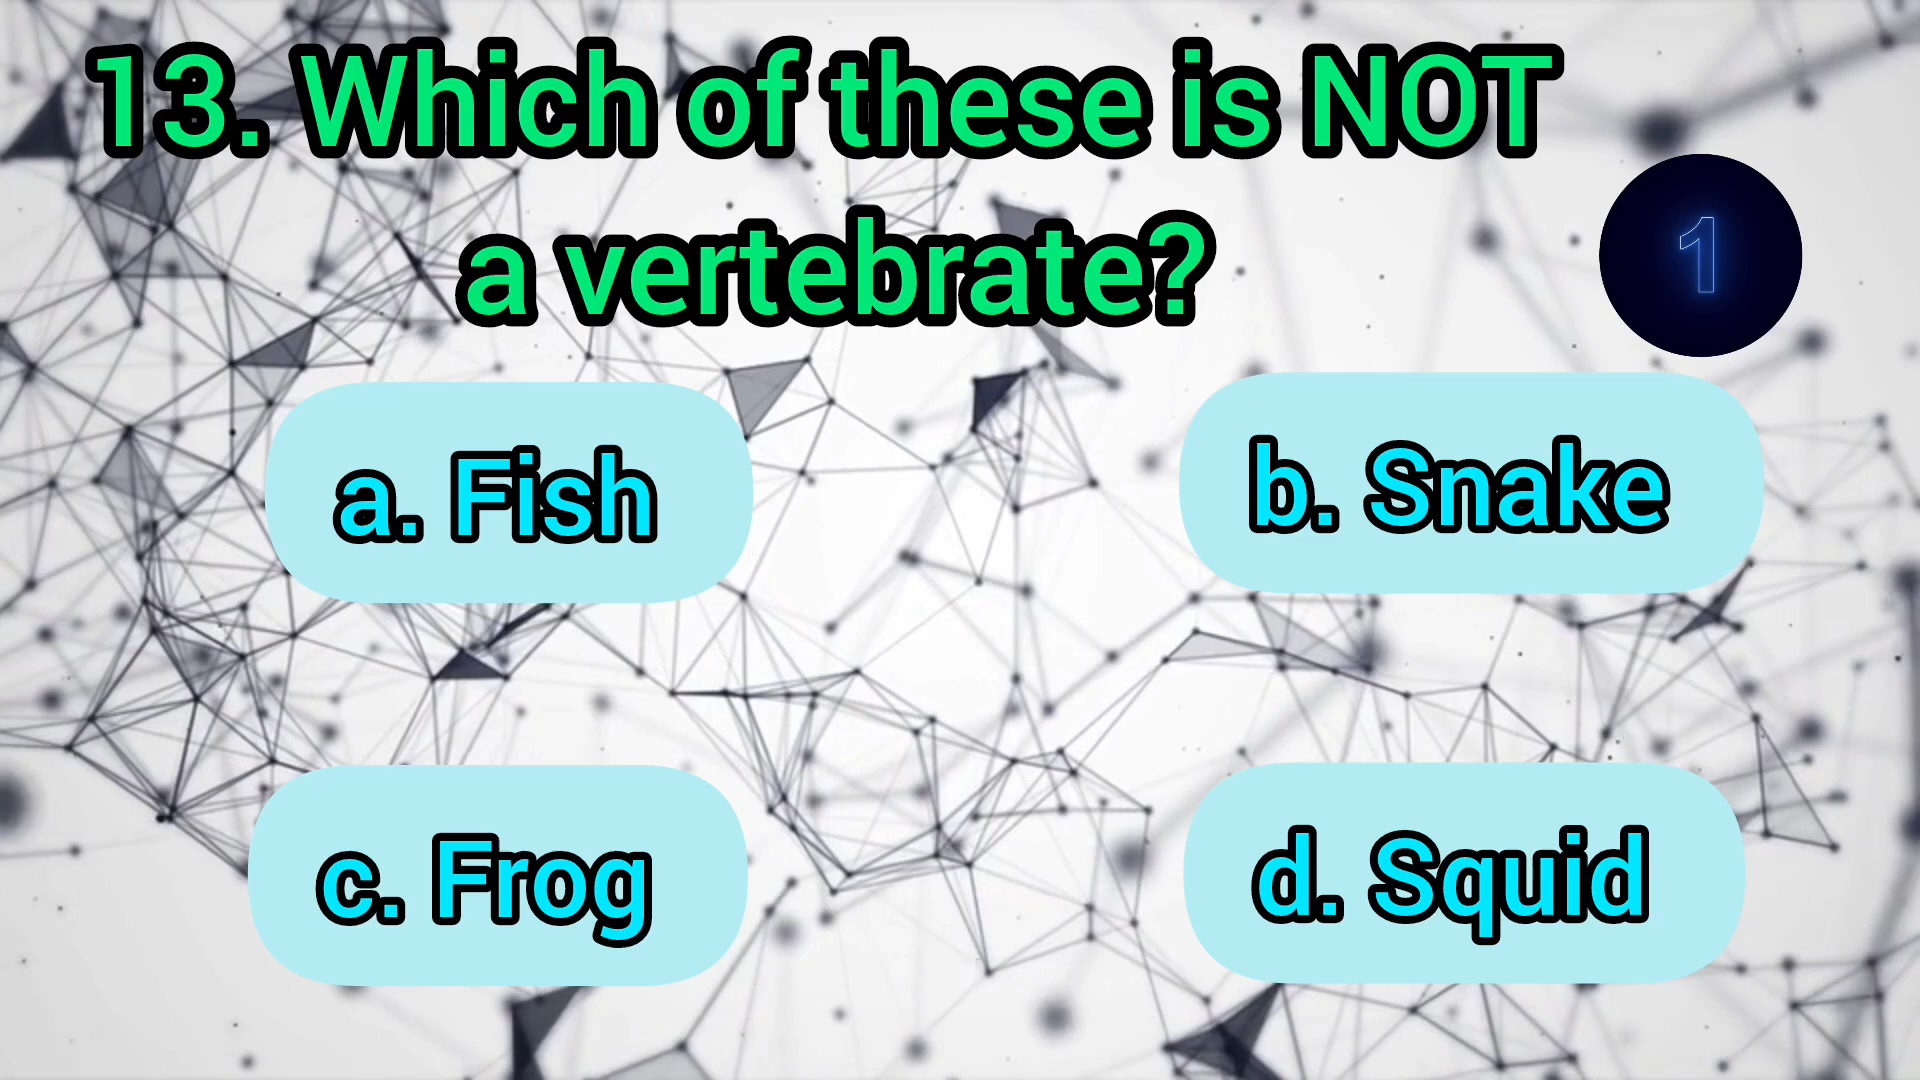 13. Which of these is NOT
a vertebrate?
1
a. Fish
b. Snake
c. Frog
d. Squid